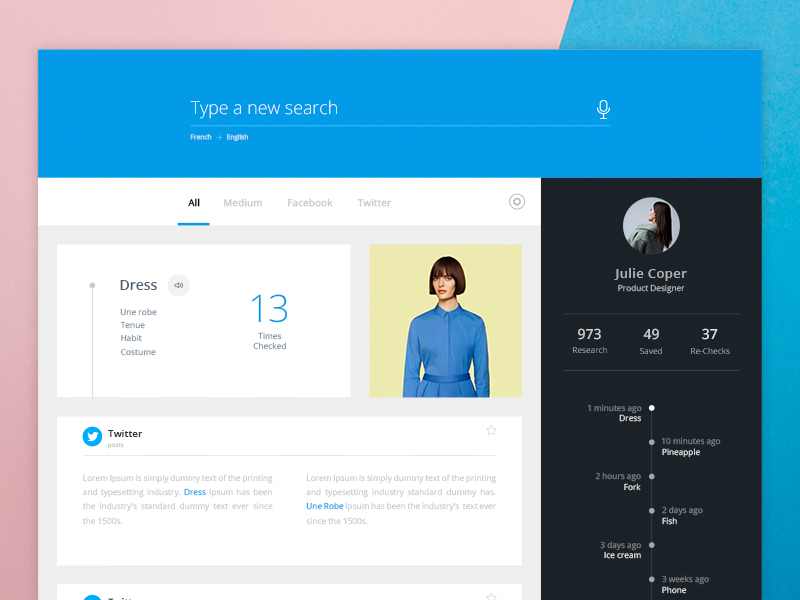 Type a new search
French → English
All
Medium
Facebook
Twitter
Dress
Une robe
Tenue
Habit
Costume
13
Times
Checked
Twitter
posts
Lorem Ipsum is simply dummy text of the printing
and typesetting industry. Dress Ipsum has been
the industry's standard dummy text ever since
the 1500s.
Lorem Ipsum is simply dummy text of the printing
and typesetting industry standard dummy has.
Une Robe Ipsum has been the industry's text ever
since the 1500s.
Julie Coper
Product Designer
973
Research
49
Saved
37
Re-Checks
1 minutes ago
Dress
10 minutes ago
Pineapple
2 hours ago
Fork
2 days ago
Fish
3 days ago
Ice cream
3 weeks ago
Phone